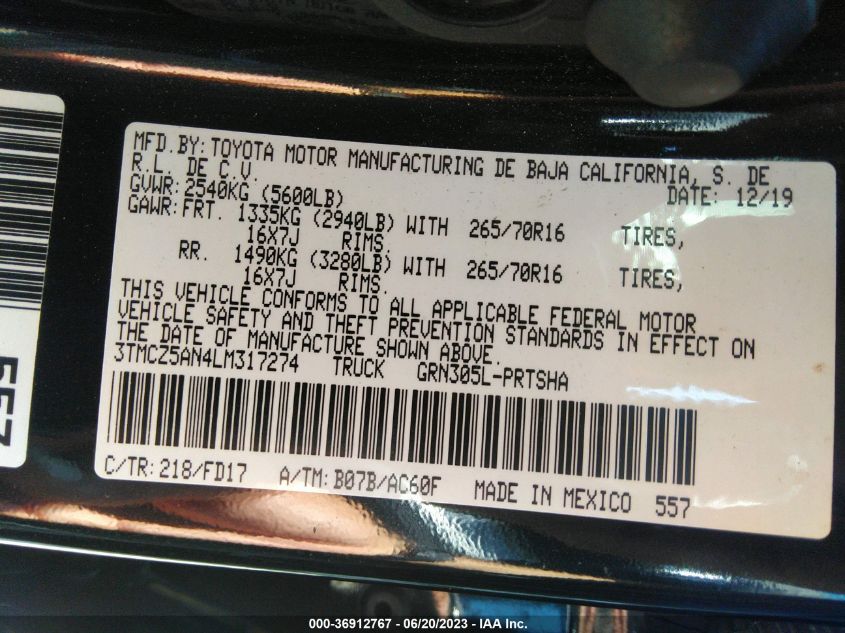 MFD.BY: TOYOTA MOTOR MANUFACTURING DE BAJA CALIFORNIA, S. DE
R.L. DE C.V.
DATE: 12/19
GVWR: 2540KG (5600LB)
GAWR: FRT. 1335KG (2940LB) WITH 265/70R16 TIRES,
16X7J RIMS.
RR. 1490KG (3280LB) WITH 265/70R16 TIRES,
16X7J RIMS.
THIS VEHICLE CONFORMS TO ALL APPLICABLE FEDERAL MOTOR
VEHICLE SAFETY AND THEFT PREVENTION STANDARDS IN EFFECT ON
THE DATE OF MANUFACTURE SHOWN ABOVE.
3TMCZ5AN4LM317274 TRUCK GRN305L-PRTSHA
C/TR: 218/FD17 A/TM: B07B/AC60F MADE IN MEXICO 557
557
000-36912767 - 06/20/2023 - IAA Inc.